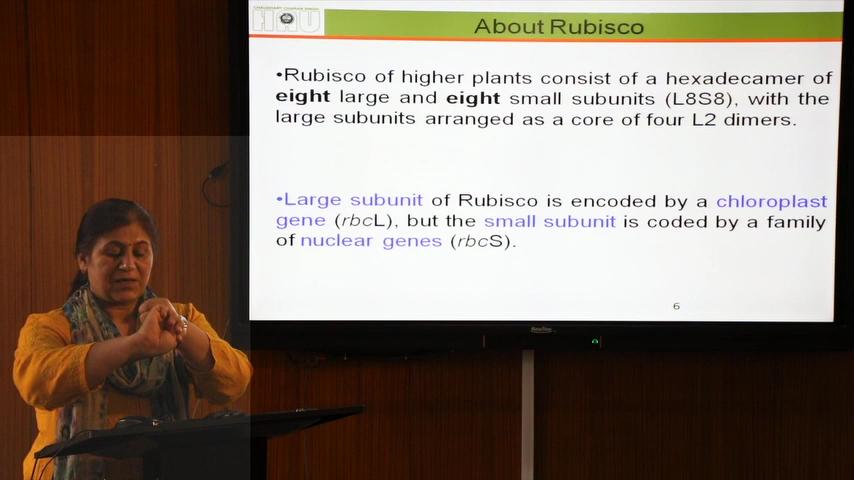 HAU
About Rubisco
•Rubisco of higher plants consist of a hexadecamer of
eight large and eight small subunits (L8S8), with the
large subunits arranged as a core of four L2 dimers.
•Large subunit of Rubisco is encoded by a chloroplast
gene (rbcL), but the small subunit is coded by a family
of nuclear genes (rbcS).
6